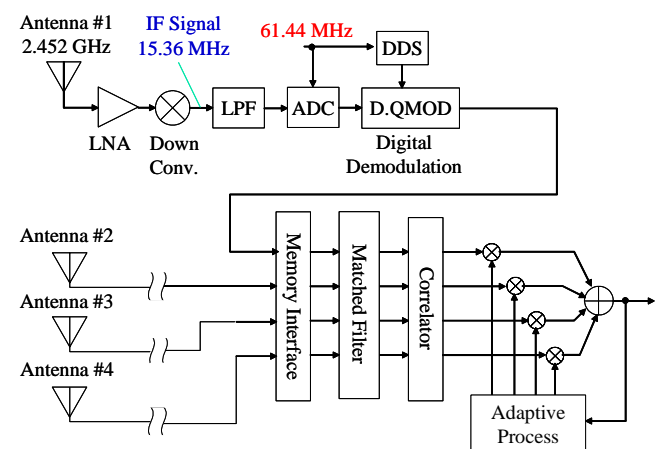 Antenna #1
2.452 GHz
IF Signal
15.36 MHz
61.44 MHz
DDS
LPF
ADC
D.QMOD
LNA
Down
Conv.
Digital
Demodulation
Antenna #2
Antenna #3
Antenna #4
Memory Interface
Matched Filter
Correlator
Adaptive
Process